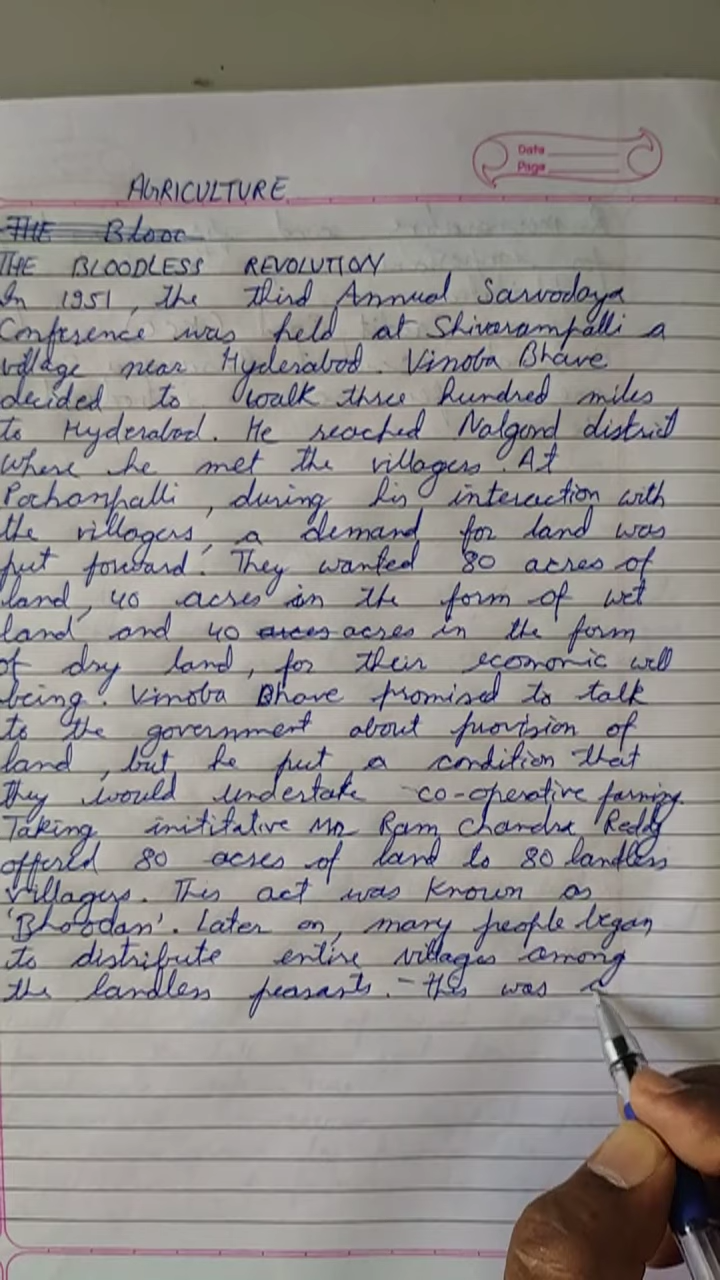 Date
Page
AGRICULTURE
THE Bloo
THE BLOODLESS REVOLUTION
In 1951, the third Annual Sarvodaya
Conference was held at Shivarampalli a
village near Hyderabad. Vinoba Bhave
decided to walk three hundred miles
to Hyderabad. He reached Nalgond district
where he met the villagers. At
Pochampalli, during his interaction with
the villagers, a demand for land was
put forward. They wanted 80 acres of
land, 40 acres in the form of wet
land and 40 acres acres in the form
of dry land, for their economic well
being. Vinoba Bhave promised to talk
to the government about provision of
land, but he put a condition that
they would undertake co-operative farming.
Taking inititative Mr Ram Chandra Reddy
offered 80 acres of land to 80 landless
villagers. This act was known as
'Bhoodan'. Later on, many people began
to distribute entire villages among
the landless peasants. This was